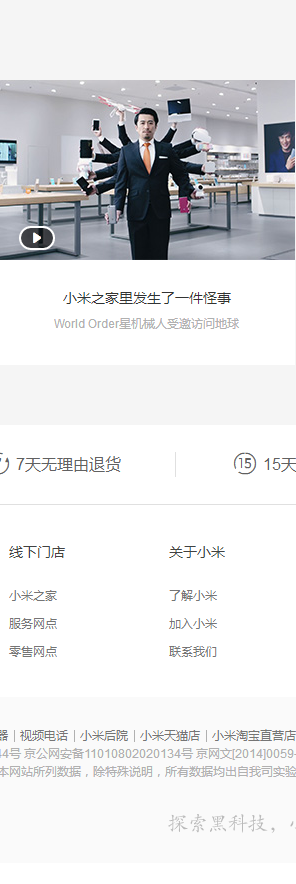 小米之家里发生了一件怪事
World Order星机械人受邀访问地球
7天无理由退货
15 15天
线下门店 关于小米
小米之家 了解小米
服务网点 加入小米
零售网点 联系我们
器 | 视频电话 | 小米后院 | 小米天猫店 | 小米淘宝直营店
44号 京公网安备11010802020134号 京网文[2014]0059-
本网站所列数据，除特殊说明，所有数据均出自我司实验
探索黑科技，小